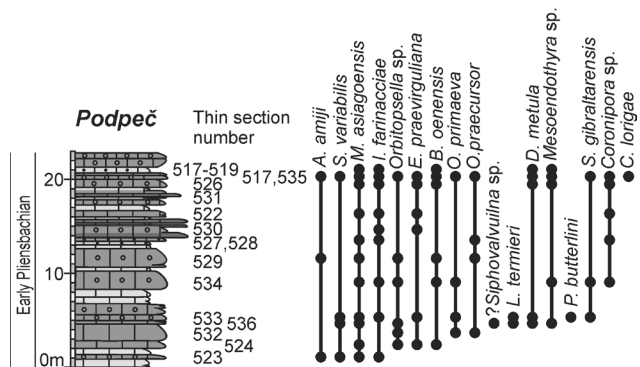 Podpeč
Thin section
number
Early Pliensbachian
20
10
0m
517-519
517,535
526
531
522
530
527,528
529
534
533
536
532
524
523
A. amiji
S. variabilis
M. asiagoensis
I. farinacciae
Orbitopsella sp.
E. praevirguliana
B. oenensis
O. primaeva
O.praecursor
?Siphovalvulina sp.
L. termieri
D. metula
Mesoendothyra sp.
P. butterlini
S. gibraltarensis
Coronipora sp.
C. lorigae